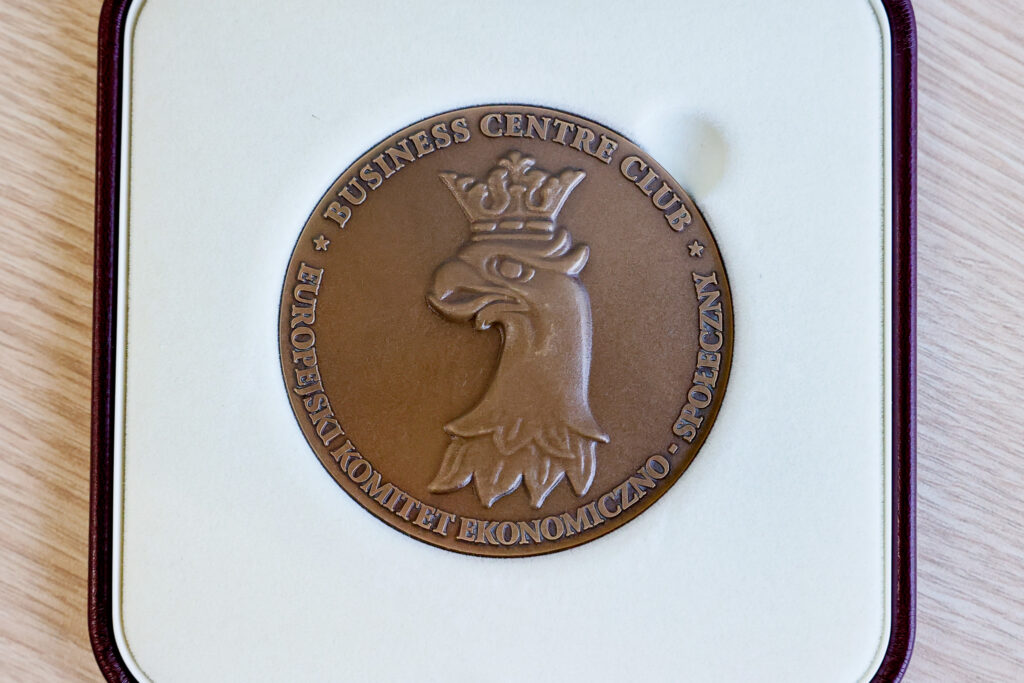 BUSINESS CENTRE CLUB
EUROPEJSKI KOMITET EKONOMICZNO - SPOŁECZNY